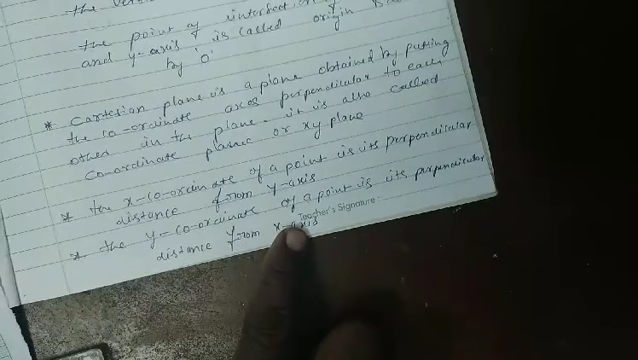 the
the point of intersection
and y-axis is called origin
by 'O'
* Cartesian plane is a plane obtained by putting
the co-ordinate axes perpendicular to each
other in the plane. it is also called
co-ordinate plane or xy plane
* the x-co-ordinate of a point is its perpendicular
distance from y-axis
* the y-co-ordinate of a point is its perpendicular
distance from x-axis
Teacher's Signature :